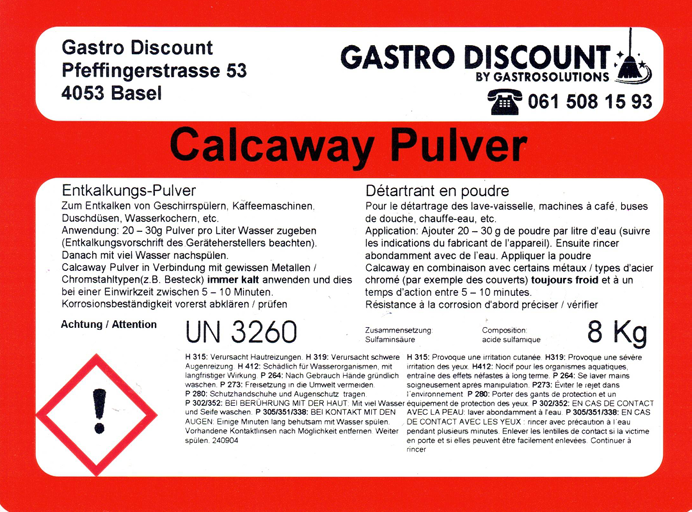 Gastro Discount
Pfeffingerstrasse 53
4053 Basel
GASTRO DISCOUNT
BY GASTROSOLUTIONS
061 508 15 93
Calcaway Pulver
Entkalkungs-Pulver
Zum Entkalken von Geschirrspülern, Kaffeemaschinen.
Duschdüsen, Wasserkochern, etc.
Anwendung: 20 – 30g Pulver pro Liter Wasser zugeben
(Entkalkungsvorschrift des Geräteherstellers beachten).
Danach mit viel Wasser nachspülen.
Calcaway Pulver in Verbindung mit gewissen Metallen /
Chromstahltypen(z.B. Besteck) immer kalt anwenden und dies
bei einer Einwirkzeit zwischen 5 – 10 Minuten.
Korrosionsbeständigkeit vorerst abklären / prüfen
Détartrant en poudre
Pour le détartrage des lave-vaisselle, machines à café, buses
de douche, chauffe-eau, etc.
Application: Ajouter 20 – 30 g de poudre par litre d'eau (suivre
les indications du fabricant de l'appareil). Ensuite rincer
abondamment avec de l'eau. Appliquer la poudre
Calcaway en combinaison avec certains métaux / types d'acier
chromé (par exemple des couverts) toujours froid et à un
temps d'action entre 5 – 10 minutes.
Résistance à la corrosion d'abord préciser / vérifier
Achtung / Attention
UN 3260
Zusammensetzung
Sulfaminsäure
Composition:
acide sulfamique
8 Kg
H 315: Verursacht Hautreizungen. H 319: Verursacht schwere
Augenreizung. H 412: Schädlich für Wasserorganismen, mit
langfristiger Wirkung. P 264: Nach Gebrauch Hände gründlich
waschen. P 273: Freisetzung in die Umwelt vermeiden.
P 280: Schutzhandschuhe und Augenschutz tragen.
P 302/352: BEI BERÜHRUNG MIT DER HAUT: Mit viel Wasser
und Seife waschen. P 305/351/338: BEI KONTAKT MIT DEN
AUGEN: Einige Minuten lang behutsam mit Wasser spülen.
Vorhandene Kontaktlinsen nach Möglichkeit entfernen. Weiter
spülen. 240904
H 315: Provoque une irritation cutanée. H319: Provoque une sévère
irritation des yeux. H412: Nocif pour les organismes aquatiques,
entraîne des effets néfastes à long terme. P 264: Se laver mains
soigneusement après manipulation. P273: Éviter le rejet dans
l'environnement. P 280: Porter des gants de protection et un
équipement de protection des yeux. P 302/352: EN CAS DE CONTACT
AVEC LA PEAU: laver abondamment à l'eau. P 305/351/338: EN CAS
DE CONTACT AVEC LES YEUX : rincer avec précaution à l'eau
pendant plusieurs minutes. Enlever les lentilles de contact si la victime
en porte et si elles peuvent être facilement enlevées. Continuer à
rincer